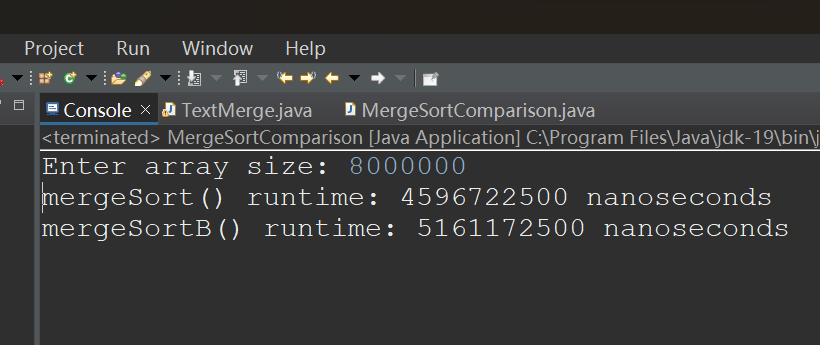 Project Run Window Help
Console TextMerge.java MergeSortComparison.java
<terminated> MergeSortComparison [Java Application] C:\Program Files\Java\jdk-19\bin\j
Enter array size: 8000000
mergeSort() runtime: 4596722500 nanoseconds
mergeSortB() runtime: 5161172500 nanoseconds